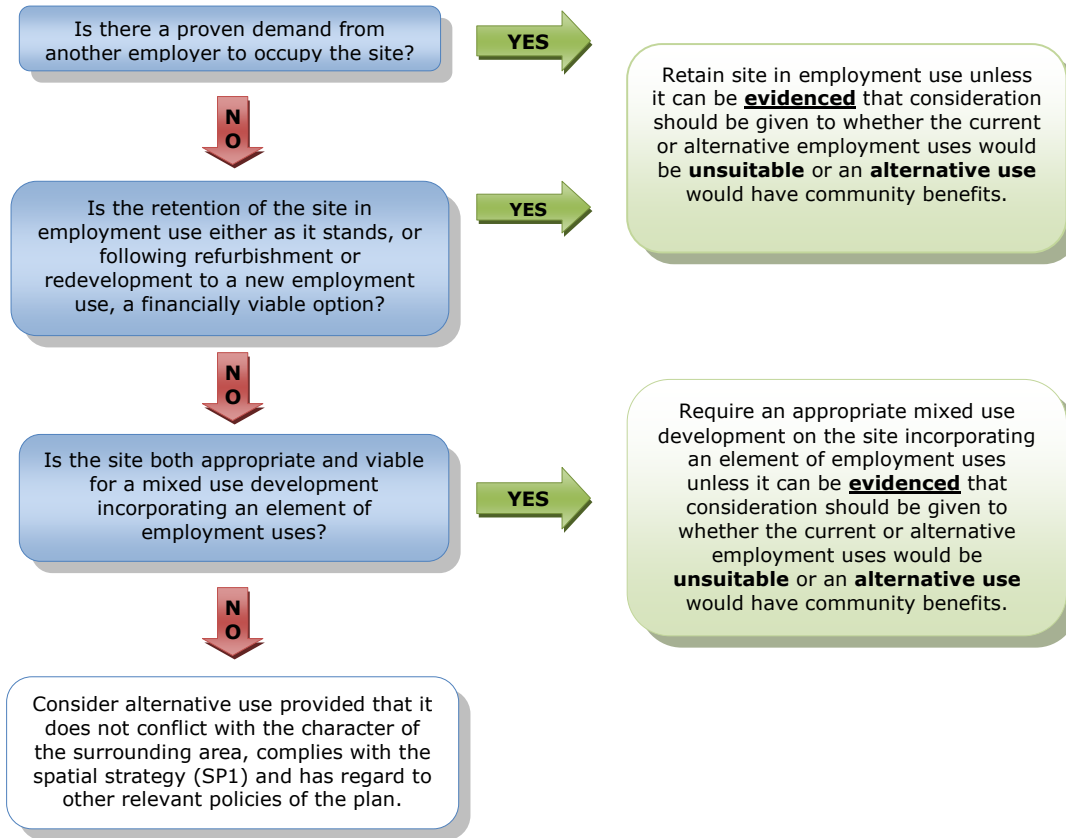 Is there a proven demand from
another employer to occupy the site?
YES
Retain site in employment use unless
it can be evidenced that consideration
should be given to whether the current
or alternative employment uses would
be unsuitable or an alternative use
would have community benefits.
N
O
Is the retention of the site in
employment use either as it stands, or
following refurbishment or
redevelopment to a new employment
use, a financially viable option?
YES
N
O
Is the site both appropriate and viable
for a mixed use development
incorporating an element of
employment uses?
YES
Require an appropriate mixed use
development on the site incorporating
an element of employment uses
unless it can be evidenced that
consideration should be given to
whether the current or alternative
employment uses would be
unsuitable or an alternative use
would have community benefits.
N
O
Consider alternative use provided that it
does not conflict with the character of
the surrounding area, complies with the
spatial strategy (SP1) and has regard to
other relevant policies of the plan.